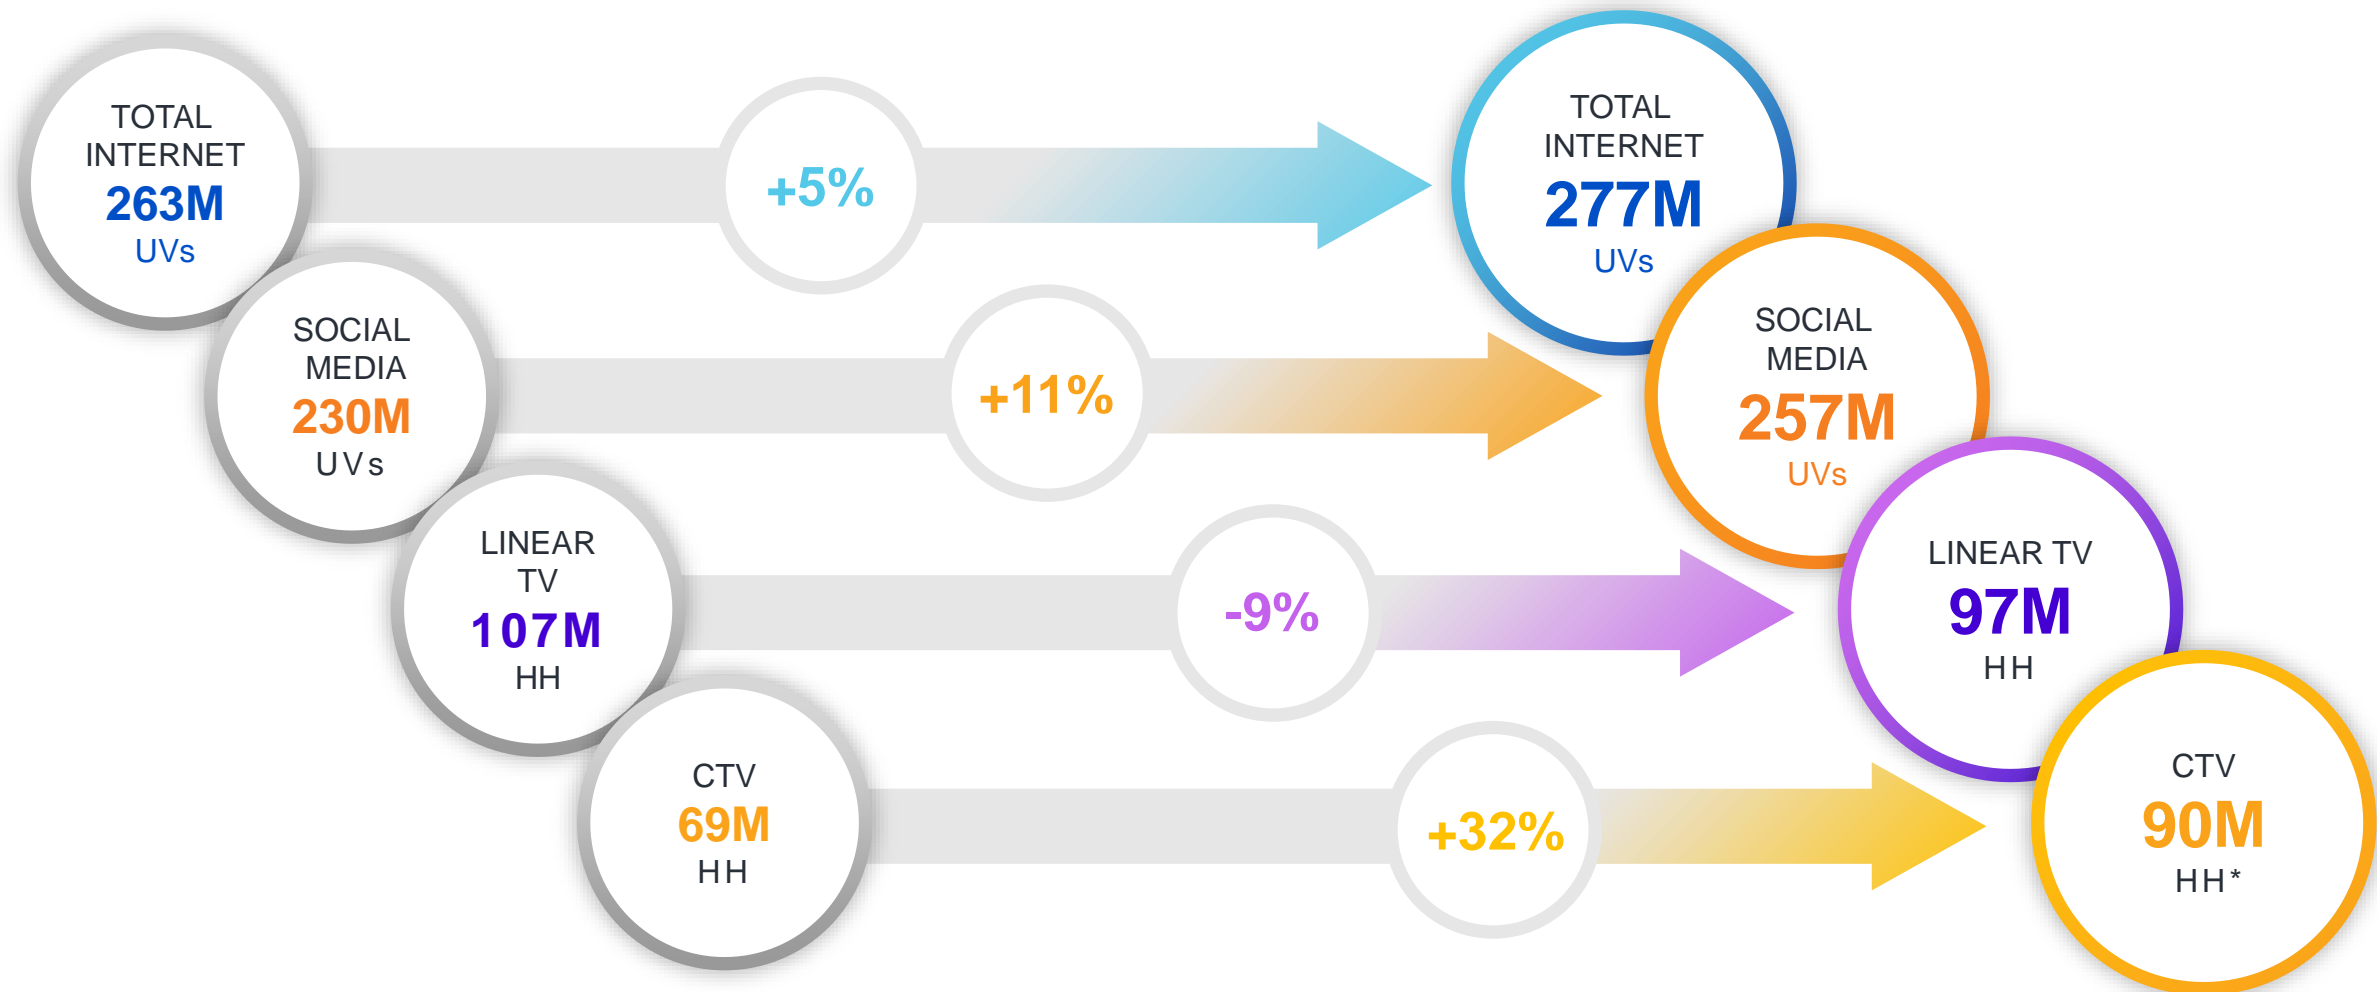 TOTAL
INTERNET
263M
UVs
+5%
TOTAL
INTERNET
277M
UVs
SOCIAL
MEDIA
230M
UVs
+11%
SOCIAL
MEDIA
257M
UVs
LINEAR
TV
107M
HH
-9%
LINEAR TV
97M
HH
CTV
69M
HH
+32%
CTV
90M
HH*